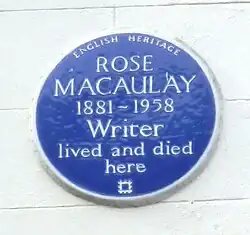 ENGLISH HERITAGE
ROSE
MACAULAY
1881~1958
Writer
lived and died
here